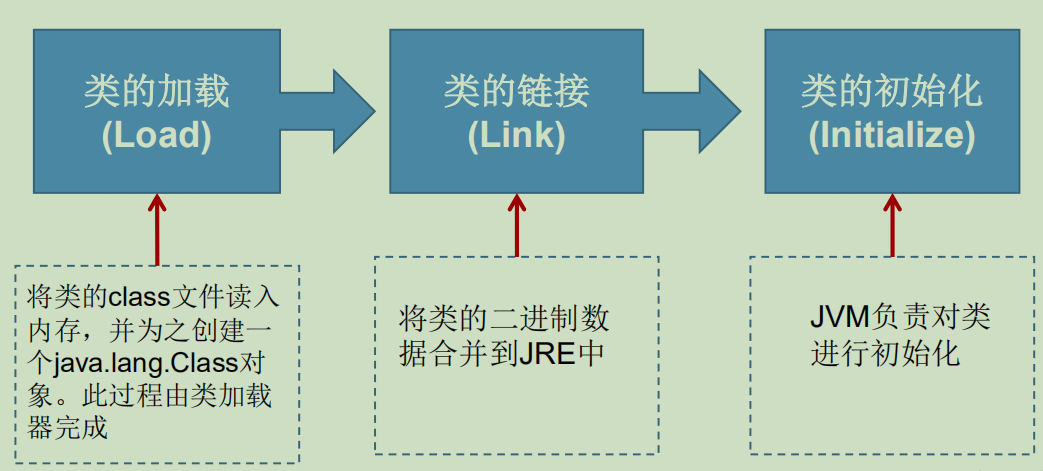 类的加载
(Load)
类的链接
(Link)
类的初始化
(Initialize)
将类的class文件读入
内存，并为之创建一
个java.lang.Class对
象。此过程由类加载
器完成
将类的二进制数
据合并到JRE中
JVM负责对类
进行初始化